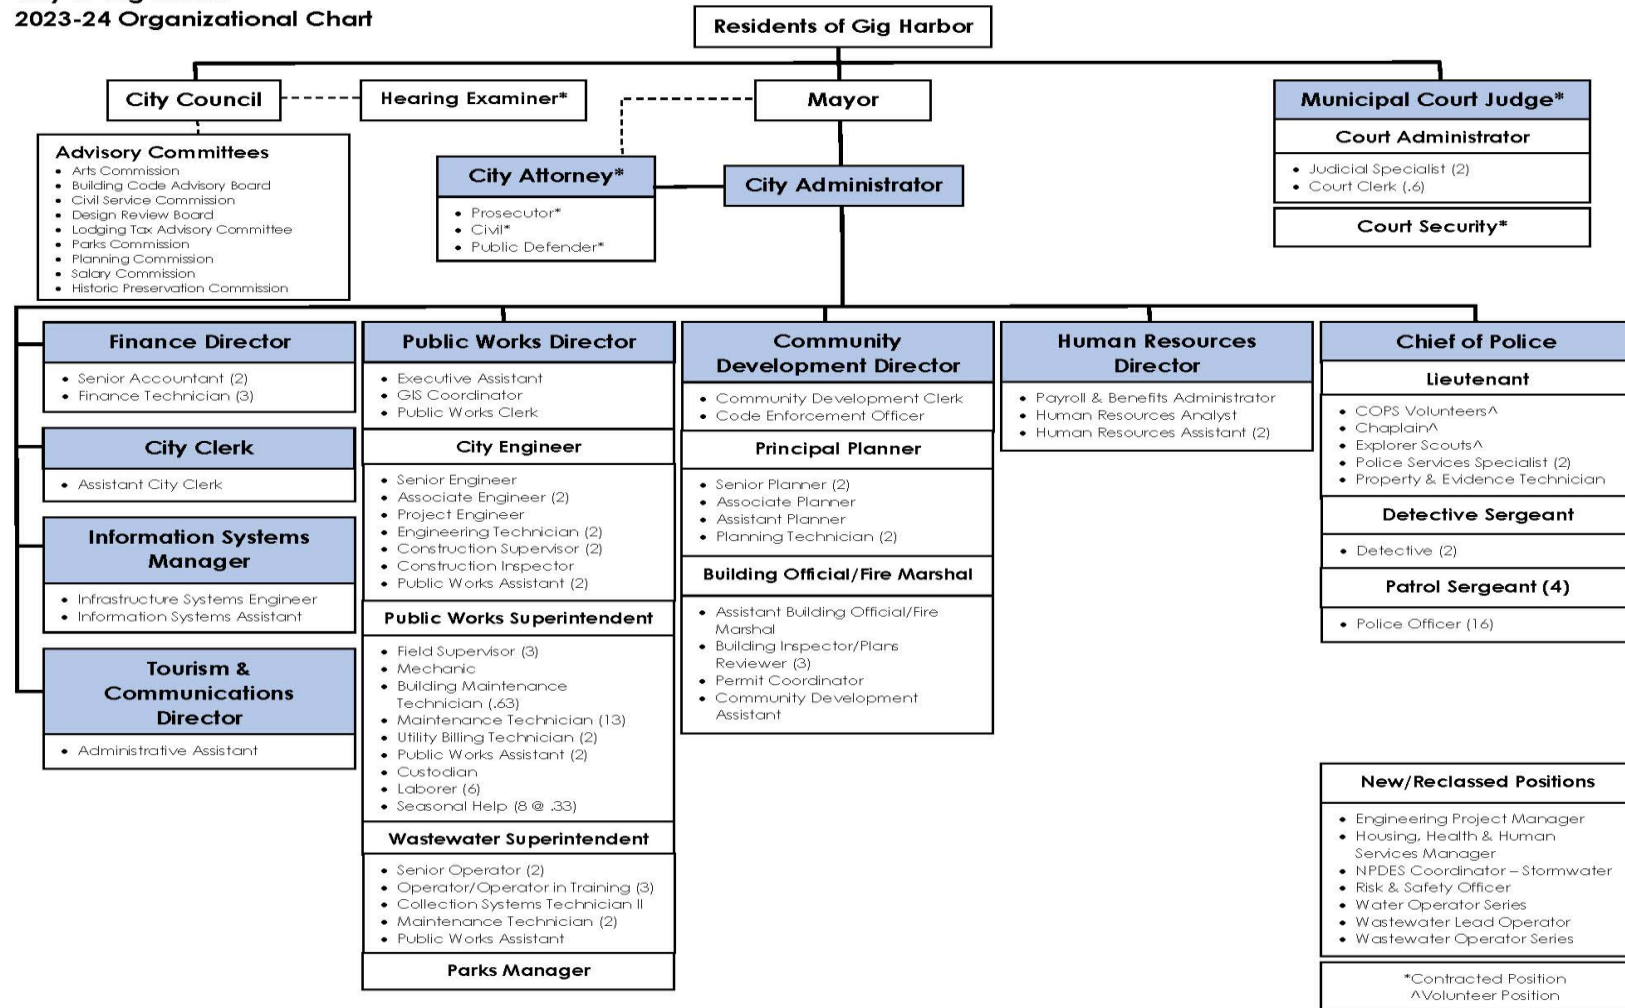 2023-24 Organizational Chart
Residents of Gig Harbor
City Council
Hearing Examiner*
Mayor
Municipal Court Judge*
Court Administrator
• Judicial Specialist (2)
• Court Clerk (.6)
Court Security*
Advisory Committees
• Arts Commission
• Building Code Advisory Board
• Civil Service Commission
• Design Review Board
• Lodging Tax Advisory Committee
• Parks Commission
• Planning Commission
• Salary Commission
• Historic Preservation Commission
City Attorney*
• Prosecutor*
• Civil*
• Public Defender*
City Administrator
Finance Director
• Senior Accountant (2)
• Finance Technician (3)
City Clerk
• Assistant City Clerk
Information Systems
Manager
• Infrastructure Systems Engineer
• Information Systems Assistant
Tourism &
Communications
Director
• Administrative Assistant
Public Works Director
• Executive Assistant
• GIS Coordinator
• Public Works Clerk
City Engineer
• Senior Engineer
• Associate Engineer (2)
• Project Engineer
• Engineering Technician (2)
• Construction Supervisor (2)
• Construction Inspector
• Public Works Assistant (2)
Public Works Superintendent
• Field Supervisor (3)
• Mechanic
• Building Maintenance
Technician (.63)
• Maintenance Technician (13)
• Utility Billing Technician (2)
• Public Works Assistant (2)
• Custodian
• Laborer (6)
• Seasonal Help (8 @ .33)
Wastewater Superintendent
• Senior Operator (2)
• Operator/Operator in Training (3)
• Collection Systems Technician II
• Maintenance Technician (2)
• Public Works Assistant
Parks Manager
Community
Development Director
• Community Development Clerk
• Code Enforcement Officer
Principal Planner
• Senior Planner (2)
• Associate Planner
• Assistant Planner
• Planning Technician (2)
Building Official/Fire Marshal
• Assistant Building Official/Fire
Marshal
• Building Inspector/Plans
Reviewer (3)
• Permit Coordinator
• Community Development
Assistant
Human Resources
Director
• Payroll & Benefits Administrator
• Human Resources Analyst
• Human Resources Assistant (2)
Chief of Police
Lieutenant
• COPS Volunteers^
• Chaplain^
• Explorer Scouts^
• Police Services Specialist (2)
• Property & Evidence Technician
Detective Sergeant
• Detective (2)
Patrol Sergeant (4)
• Police Officer (16)
New/Reclassed Positions
• Engineering Project Manager
• Housing, Health & Human
Services Manager
• NPDES Coordinator – Stormwater
• Risk & Safety Officer
• Water Operator Series
• Wastewater Lead Operator
• Wastewater Operator Series
*Contracted Position
^Volunteer Position